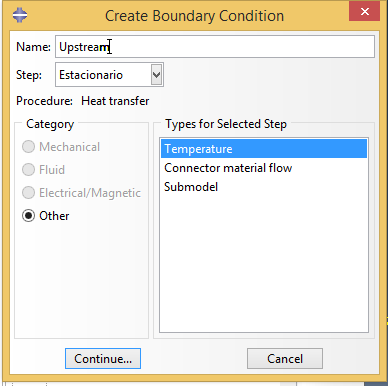 Create Boundary Condition
Name: Upstream
Step: Estacionario
Procedure: Heat transfer
Category
Mechanical
Fluid
Electrical/Magnetic
Other
Types for Selected Step
Temperature
Connector material flow
Submodel
Continue...
Cancel